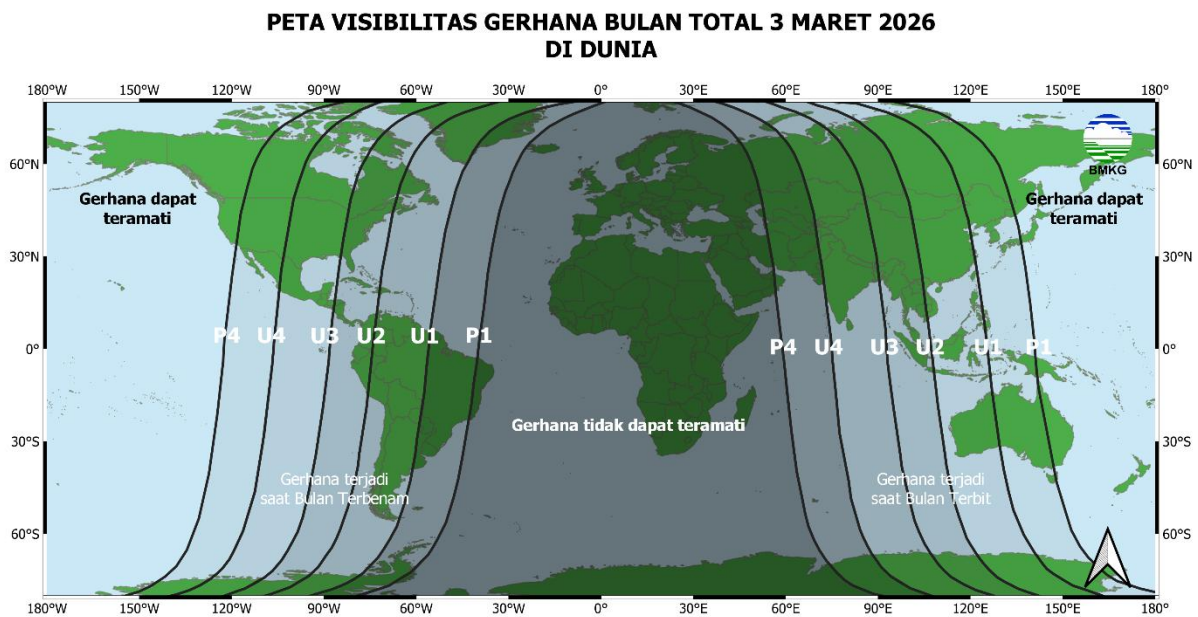 PETA VISIBILITAS GERHANA BULAN TOTAL 3 MARET 2026
DI DUNIA
180°W 150°W 120°W 90°W 60°W 30°W 0° 30°E 60°E 90°E 120°E 150°E 180°
60°N 60°N
BMKG
Gerhana dapat
teramati
Gerhana dapat
teramati
30°N 30°N
P4 U4 U3 U2 U1 P1 P4 U4 U3 U2 U1 P1
0° 0°
Gerhana tidak dapat teramati
30°S 30°S
Gerhana terjadi
saat Bulan Terbenam
Gerhana terjadi
saat Bulan Terbit
60°S 60°S
180°W 150°W 120°W 90°W 60°W 30°W 0° 30°E 60°E 90°E 120°E 150°E 180°